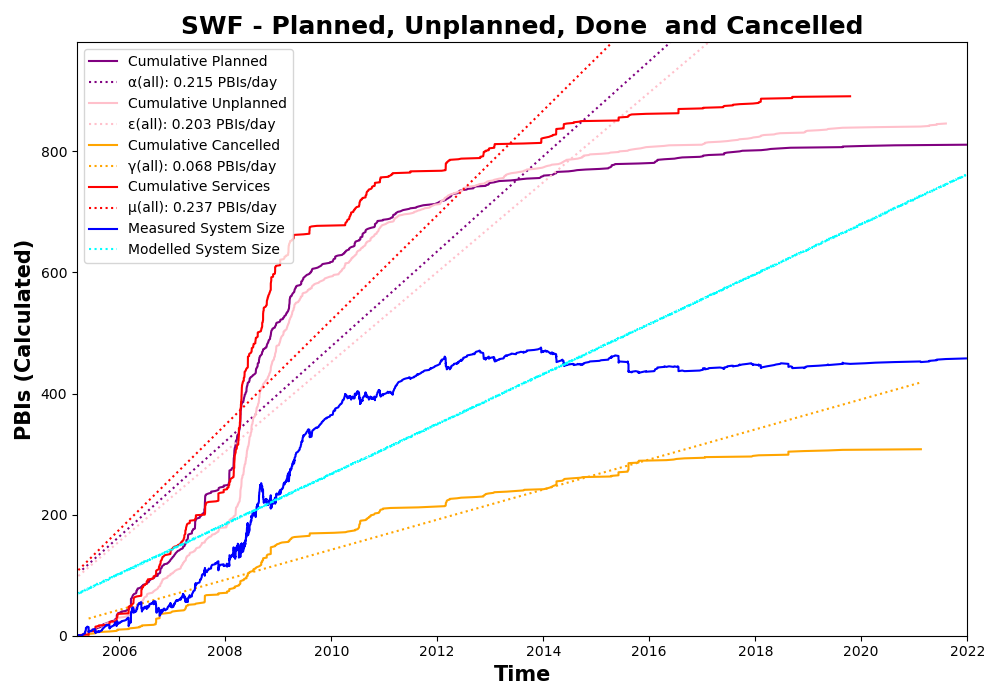 SWF - Planned, Unplanned, Done  and Cancelled
Cumulative Planned
α(all): 0.215 PBIs/day
Cumulative Unplanned
ε(all): 0.203 PBIs/day
Cumulative Cancelled
γ(all): 0.068 PBIs/day
Cumulative Services
μ(all): 0.237 PBIs/day
Measured System Size
Modelled System Size
PBIs (Calculated)
800
600
400
200
0
2006 2008 2010 2012 2014 2016 2018 2020 2022
Time